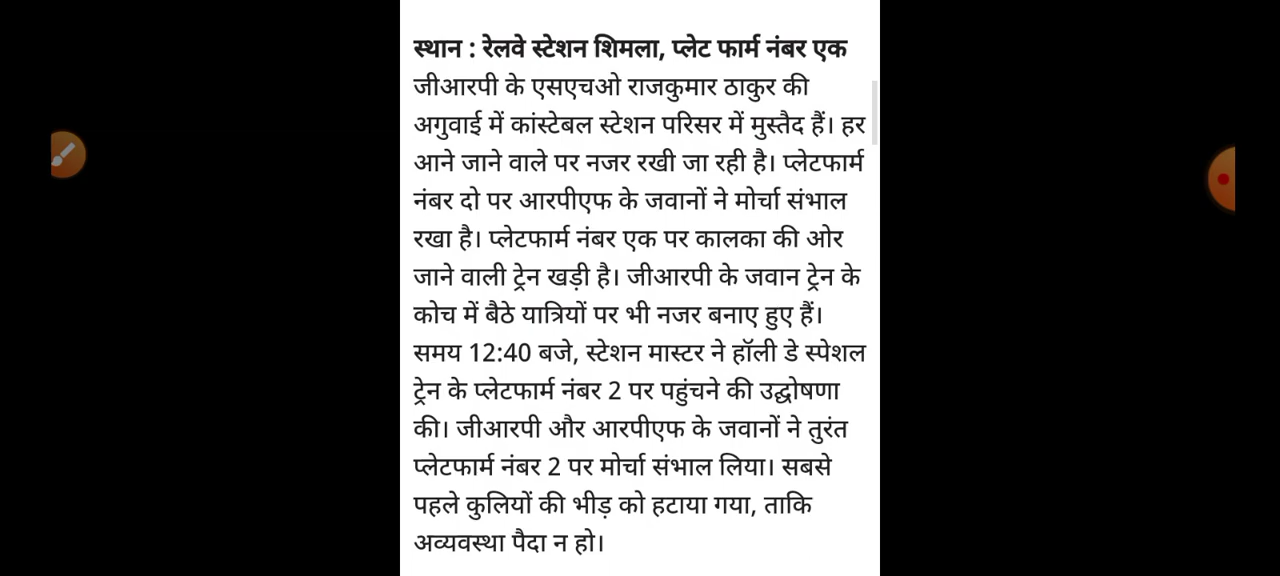 स्थान : रेलवे स्टेशन शिमला, प्लेट फार्म नंबर एक
जीआरपी के एसएचओ राजकुमार ठाकुर की
अगुवाई में कांस्टेबल स्टेशन परिसर में मुस्तैद हैं। हर
आने जाने वाले पर नजर रखी जा रही है। प्लेटफार्म
नंबर दो पर आरपीएफ के जवानों ने मोर्चा संभाल
रखा है। प्लेटफार्म नंबर एक पर कालका की ओर
जाने वाली ट्रेन खड़ी है। जीआरपी के जवान ट्रेन के
कोच में बैठे यात्रियों पर भी नजर बनाए हुए हैं।
समय 12:40 बजे, स्टेशन मास्टर ने हॉली डे स्पेशल
ट्रेन के प्लेटफार्म नंबर 2 पर पहुंचने की उद्घोषणा
की। जीआरपी और आरपीएफ के जवानों ने तुरंत
प्लेटफार्म नंबर 2 पर मोर्चा संभाल लिया। सबसे
पहले कुलियों की भीड़ को हटाया गया, ताकि
अव्यवस्था पैदा न हो।